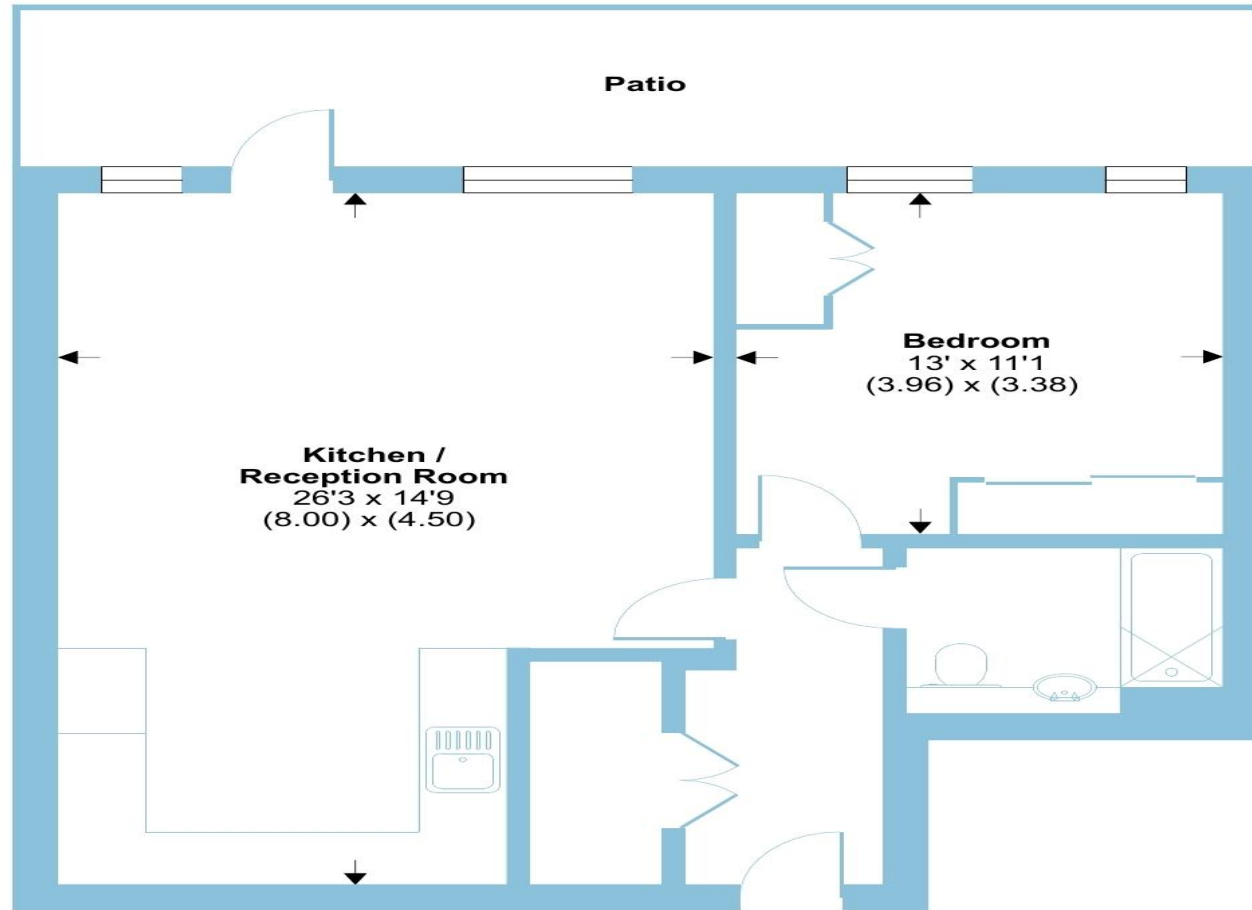 Patio
Bedroom
13' x 11'1
(3.96) x (3.38)
Kitchen /
Reception Room
26'3 x 14'9
(8.00) x (4.50)